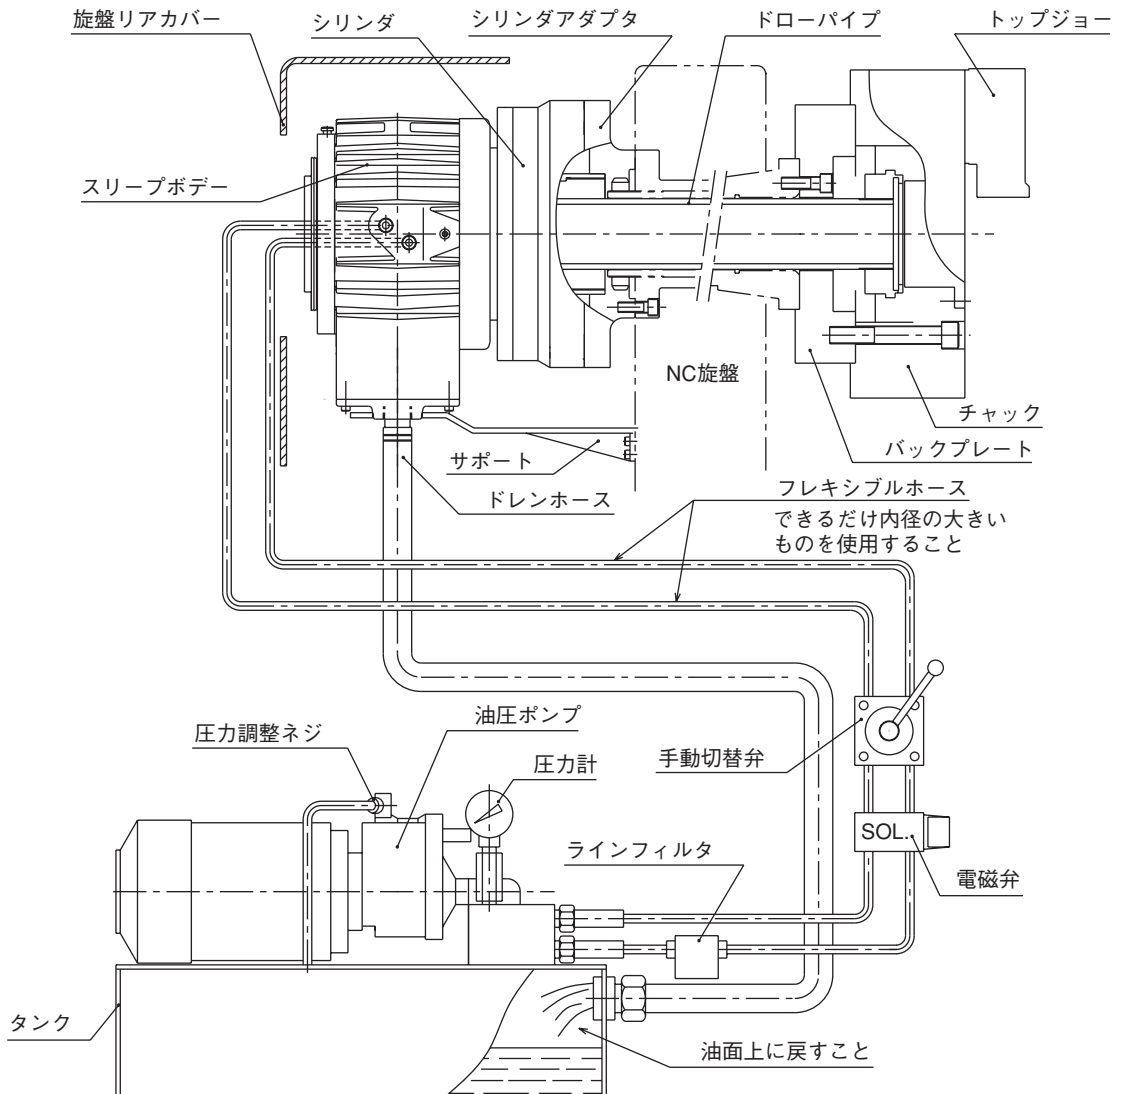 旋盤リアカバー
シリンダ
シリンダアダプタ
ドローパイプ
トップジョー
スリーブボデー
NC旋盤
チャック
バックプレート
サポート
ドレンホース
フレキシブルホース
できるだけ内径の大きい
ものを使用すること
油圧ポンプ
圧力調整ネジ
圧力計
手動切替弁
SOL.
ラインフィルタ
電磁弁
タンク
油面上に戻すこと